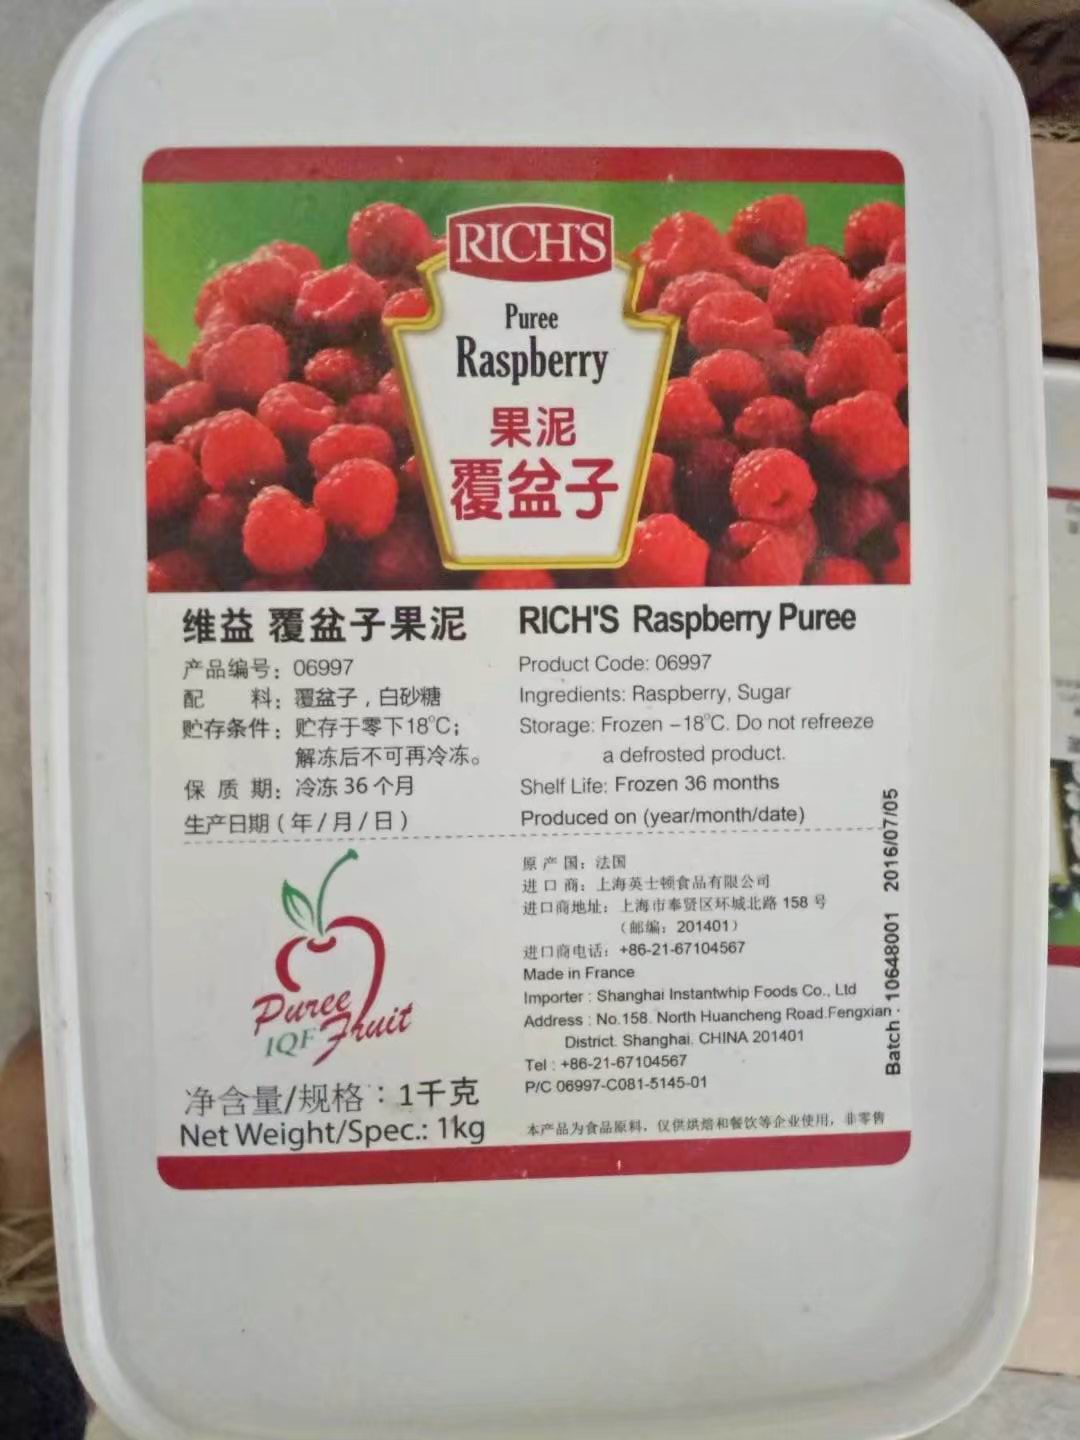 RICH'S
Puree
Raspberry
果泥
覆盆子
维益 覆盆子果泥
产品编号：06997
配 料：覆盆子，白砂糖
贮存条件：贮存于零下18℃；
解冻后不可再冷冻。
保 质 期：冷冻 36 个月
生产日期 ( 年 / 月 / 日 )
RICH'S Raspberry Puree
Product Code: 06997
Ingredients: Raspberry, Sugar
Storage: Frozen –18℃. Do not refreeze
a defrosted product.
Shelf Life: Frozen 36 months
Produced on (year/month/date)
原 产 国：法国
进 口 商：上海英士顿食品有限公司
进口商地址：上海市奉贤区环城北路 158 号
（邮编：201401）
进口商电话：+86-21-67104567
Made in France
Importer : Shanghai Instantwhip Foods Co., Ltd
Address : No.158. North Huancheng Road.Fengxian
District. Shanghai. CHINA 201401
Tel : +86-21-67104567
P/C 06997-C081-5145-01
本产品为食品原料，仅供烘焙和餐饮等企业使用，非零售
Batch · 10648001 2016/07/05
Puree
IQF Fruit
净含量/规格：1千克
Net Weight/Spec.: 1kg